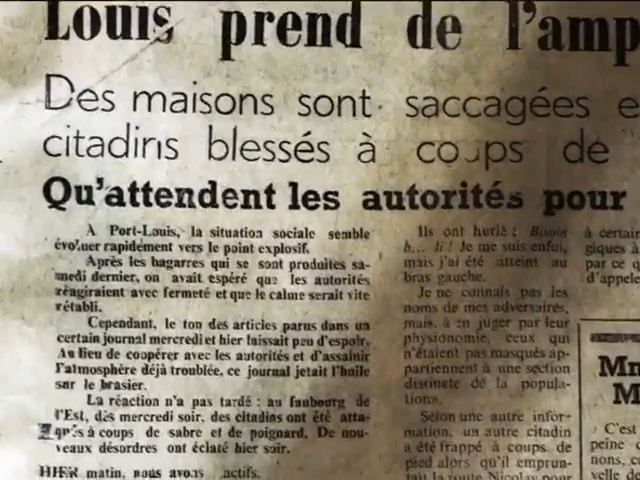 Louis prend de l'amp
Des maisons sont saccagées e
citadins blessés à coups de
Qu'attendent les autorités pour
A Port-Louis, la situation sociale semble
évoluer rapidement vers le point explosif.
Après les bagarres qui se sont produites sa-
medi dernier, on avait espéré que les autorités
réagiraient avec fermeté et que le calme serait vite
rétabli.
Cependant, le ton des articles parus dans un
certain journal mercredi et hier laissait peu d'espoir.
Au lieu de coopérer avec les autorités et d'assainir
l'atmosphère déjà troublée, ce journal jetait l'huile
sur le brasier.
La réaction n'a pas tardé : au faubourg de
l'Est, dès mercredi soir, des citadins ont été atta-
qués à coups de sabre et de poignard. De nou-
veaux désordres ont éclaté hier soir.
HIER matin, nous avons actifs.
Ils ont hurlé :
b... li ! Je me suis enfui,
mais j'ai été atteint au
bras gauche.
Je ne connais pas les
noms de mes adversaires,
mais, à en juger par leur
physionomie, ceux qui
n'étaient pas masqués ap-
partiennent à une section
distincte de la popula-
tion».
Selon une autre infor-
mation, un autre citadin
a été frappé à coups de
pied alors qu'il emprun-
tait la route Nicolay pour
à certain
giques à
par ce q
d'appele
Mm
M
C'est
peine c
nons, c
velle de